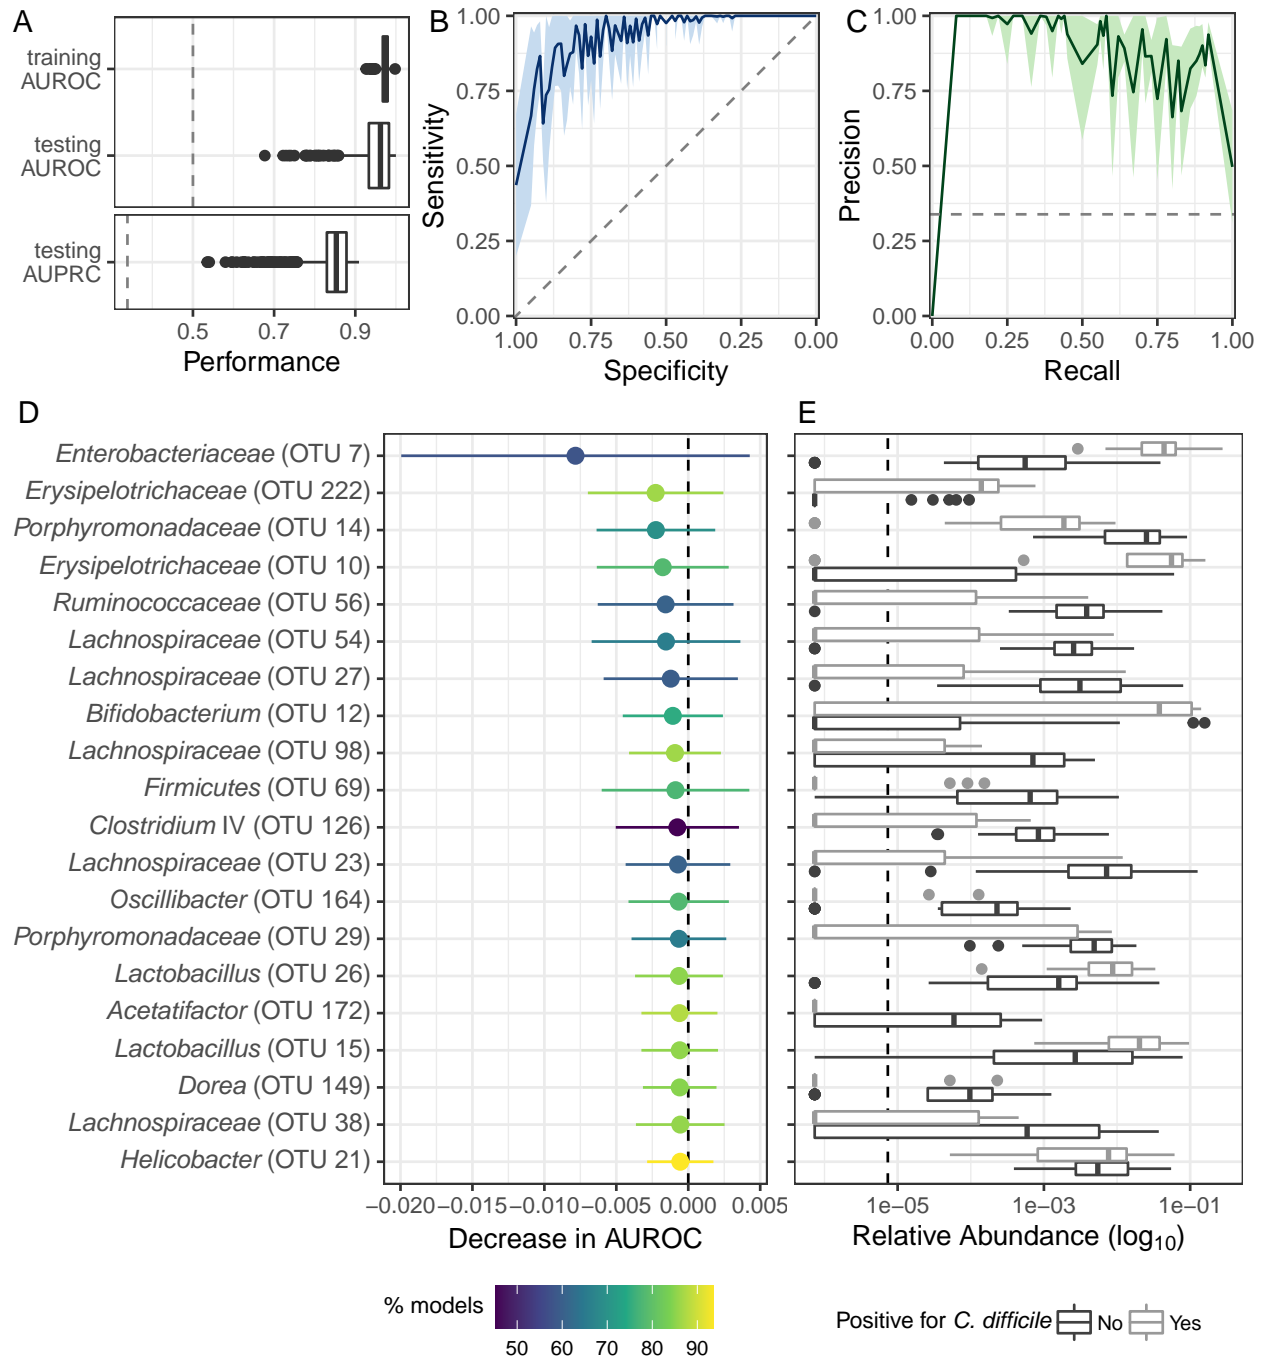 A
training
AUROC
testing
AUROC
testing
AUPRC
0.5 0.7 0.9
Performance
B
1.00
0.75
0.50
0.25
0.00
Sensitivity
1.00 0.75 0.50 0.25 0.00
Specificity
C
1.00
0.75
0.50
0.25
0.00
Precision
0.00 0.25 0.50 0.75 1.00
Recall
D
Enterobacteriaceae (OTU 7)
Erysipelotrichaceae (OTU 222)
Porphyromonadaceae (OTU 14)
Erysipelotrichaceae (OTU 10)
Ruminococcaceae (OTU 56)
Lachnospiraceae (OTU 54)
Lachnospiraceae (OTU 27)
Bifidobacterium (OTU 12)
Lachnospiraceae (OTU 98)
Firmicutes (OTU 69)
Clostridium IV (OTU 126)
Lachnospiraceae (OTU 23)
Oscillibacter (OTU 164)
Porphyromonadaceae (OTU 29)
Lactobacillus (OTU 26)
Acetatifactor (OTU 172)
Lactobacillus (OTU 15)
Dorea (OTU 149)
Lachnospiraceae (OTU 38)
Helicobacter (OTU 21)
−0.020 −0.015 −0.010 −0.005 0.000 0.005
Decrease in AUROC
% models
50 60 70 80 90
E
1e−05 1e−03 1e−01
Relative Abundance (log10)
Positive for C. difficile No Yes